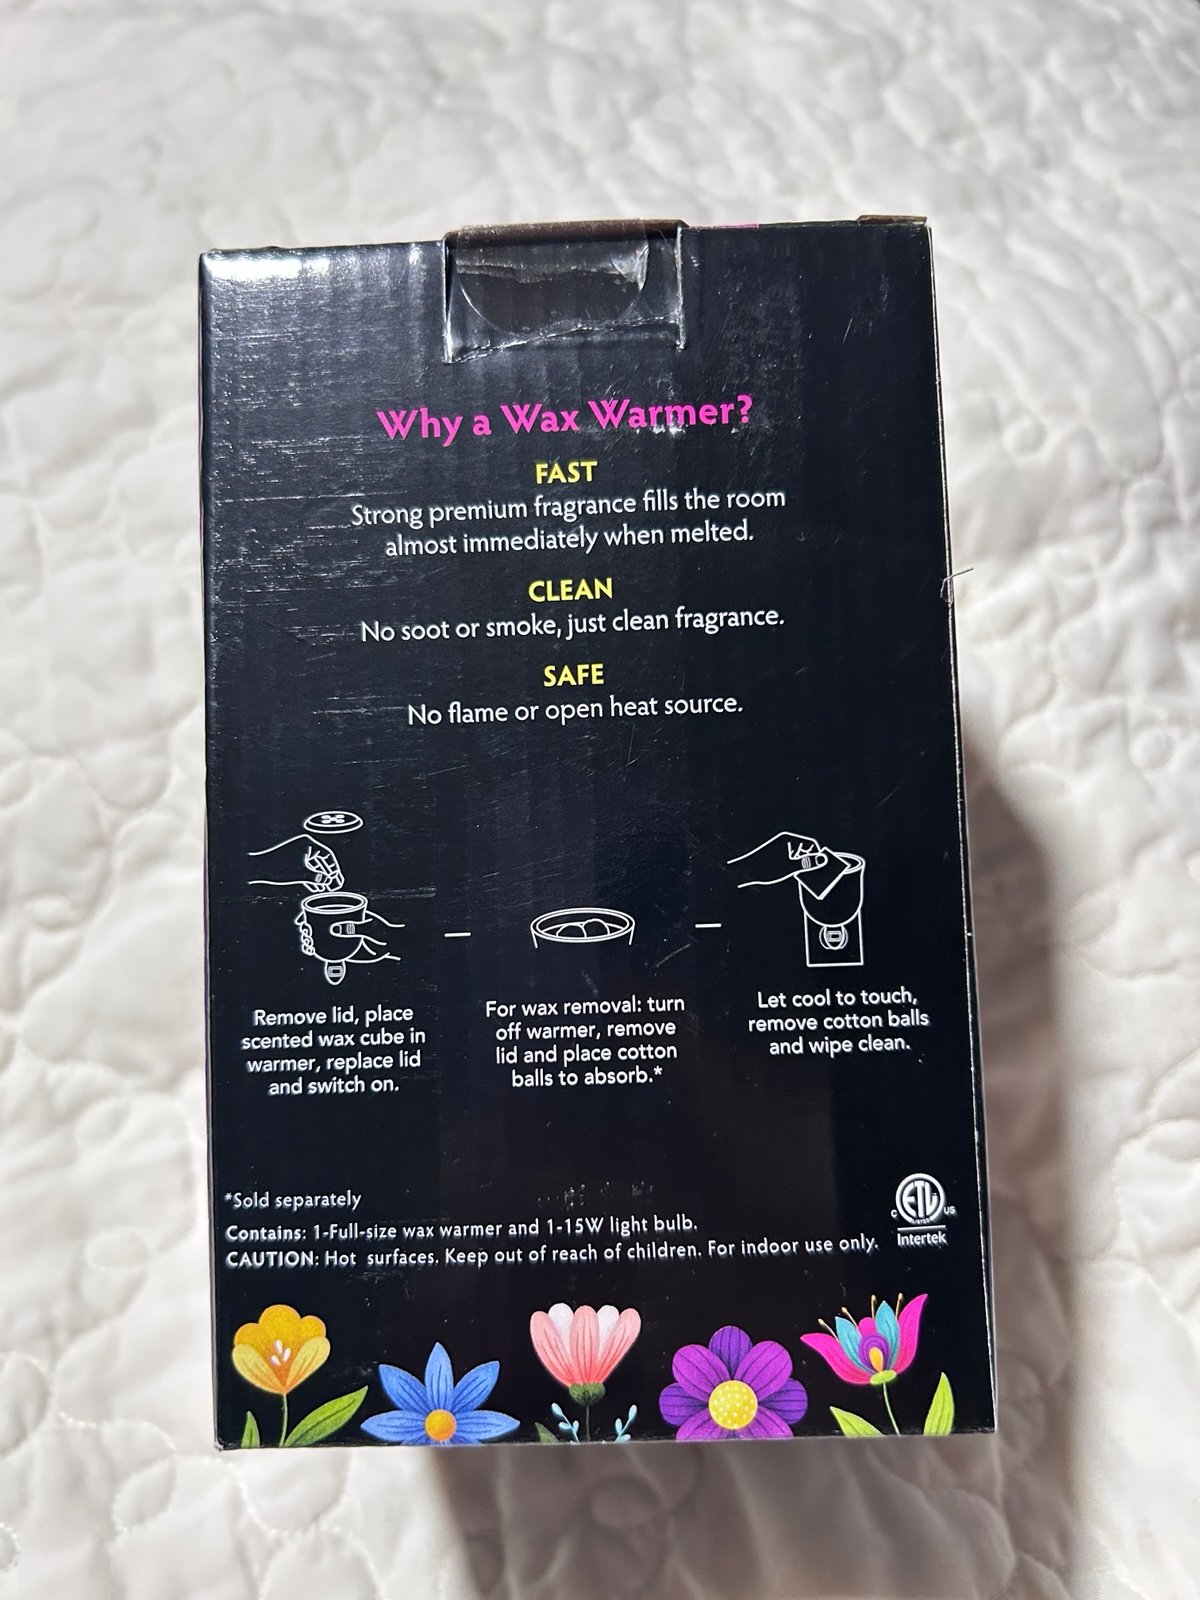 Why a Wax Warmer?
FAST
Strong premium fragrance fills the room
almost immediately when melted.
CLEAN
No soot or smoke, just clean fragrance.
SAFE
No flame or open heat source.
Remove lid, place
scented wax cube in
warmer, replace lid
and switch on.
For wax removal: turn
off warmer, remove
lid and place cotton
balls to absorb.*
Let cool to touch,
remove cotton balls
and wipe clean.
*Sold separately
Contains: 1-Full-size wax warmer and 1-15W light bulb.
CAUTION: Hot surfaces. Keep out of reach of children. For indoor use only.
C ETL US
LISTED
Intertek